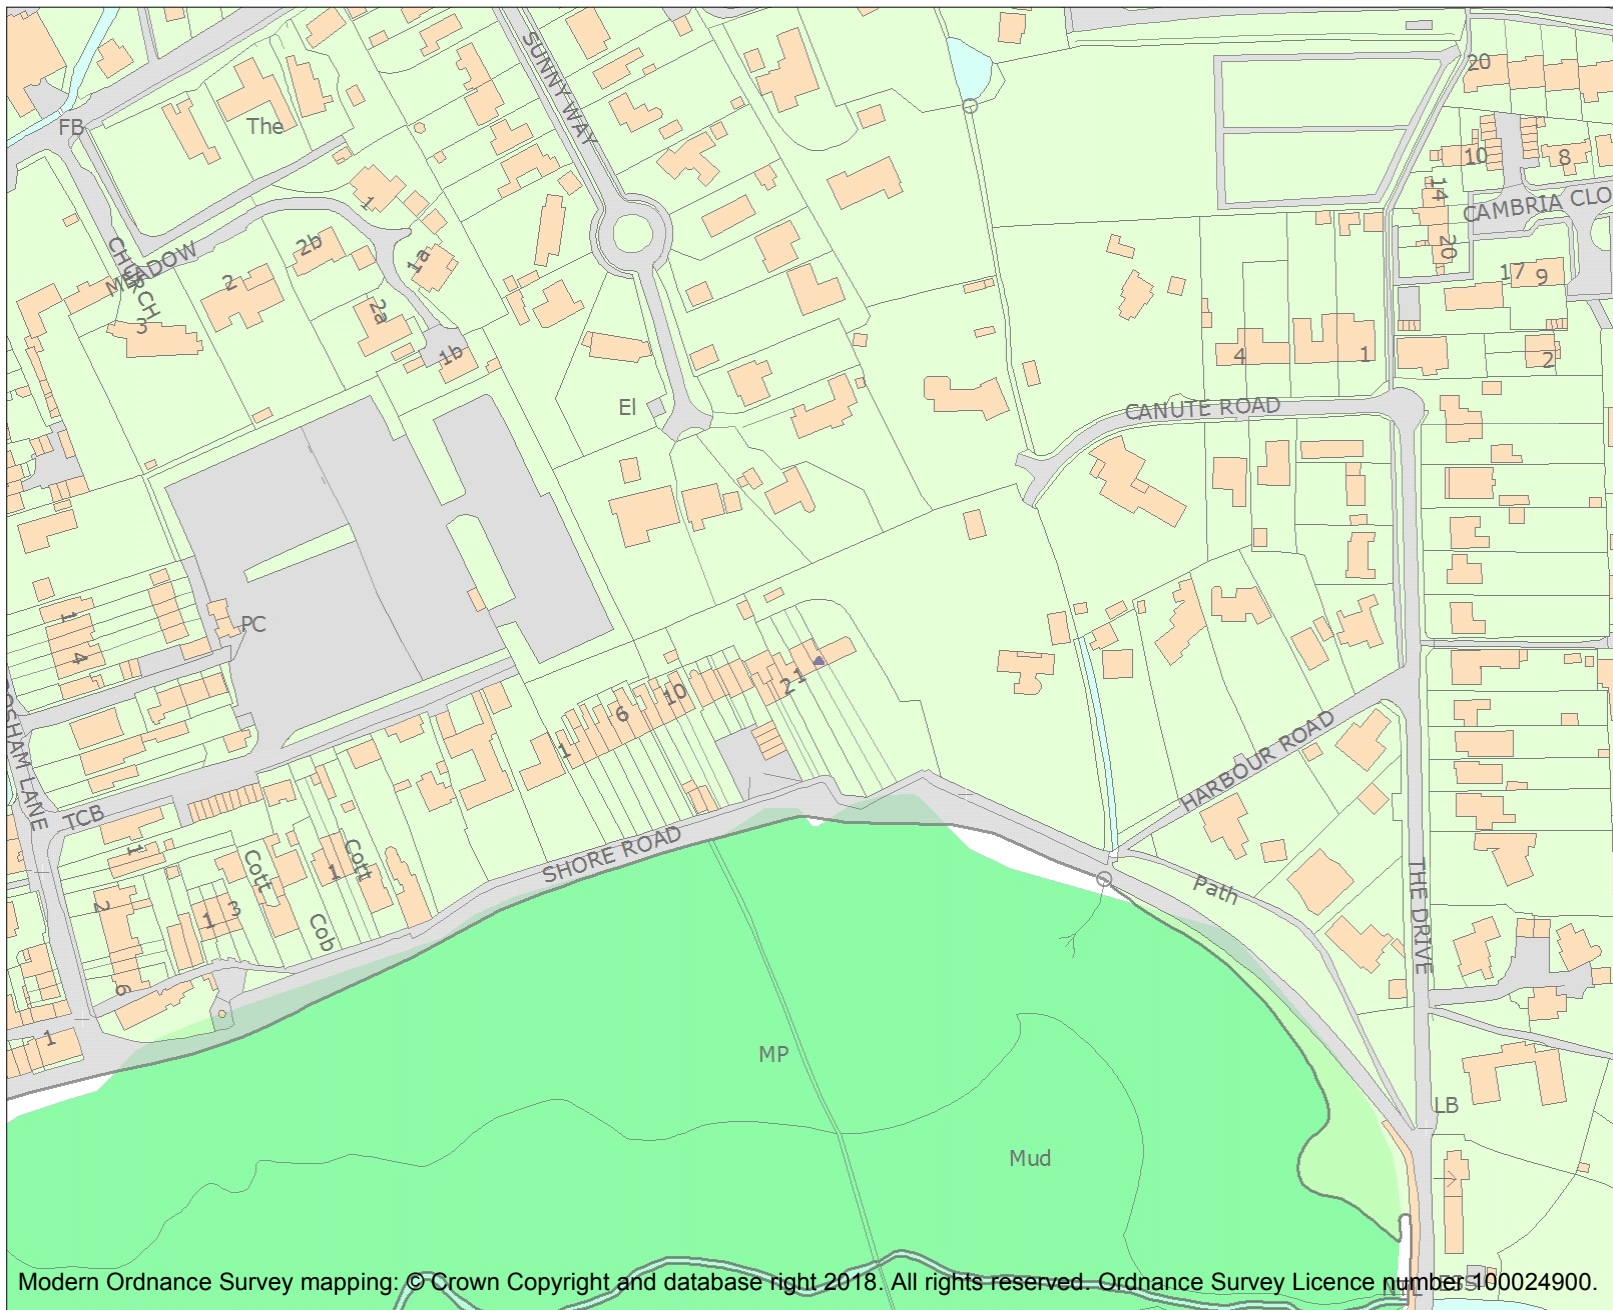 SUNNY WAY
20
FB
The
10
8
14
CAMBRIA CLO
1
20
2b
CHURCH
MEADOW
1a
17
9
2
2a
3
1b
4
1
2
El
CANUTE ROAD
1
PC
4
21
10
6
1
HARBOUR ROAD
TCB
SHORE ROAD
1
Cott
Cott
1
THE DRIVE
Path
2
1
3
Cob
6
1
MP
LB
Mud
Modern Ordnance Survey mapping: © Crown Copyright and database right 2018. All rights reserved. Ordnance Survey Licence number 100024900.